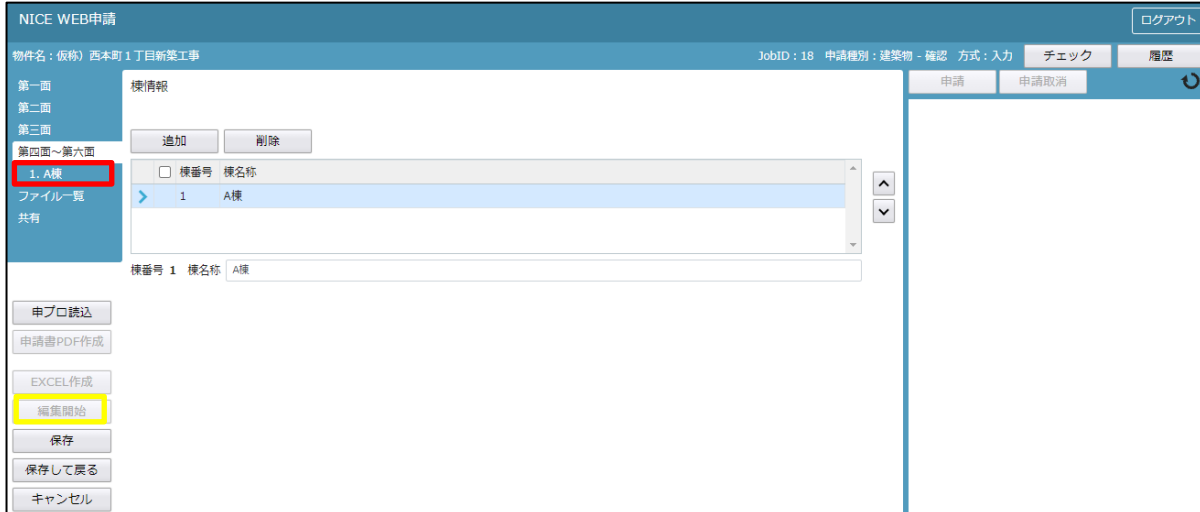 NICE WEB申請
ログアウト
物件名：仮称）西本町１丁目新築工事
JobID：18 申請種別：建築物 - 確認 方式：入力
チェック
履歴
第一面
第二面
第三面
第四面～第六面
1. A棟
ファイル一覧
共有
棟情報
追加
削除
棟番号 棟名称
1 A棟
棟番号 1 棟名称 A棟
申請
申請取消
申プロ読込
申請書PDF作成
EXCEL作成
編集開始
保存
保存して戻る
キャンセル